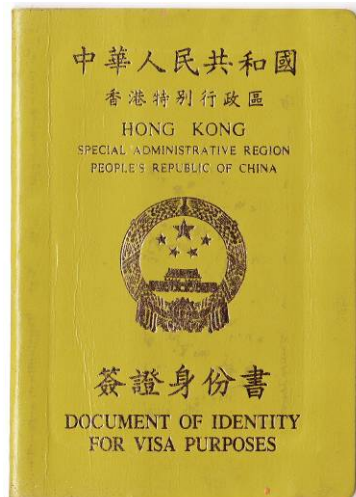 中華人民共和國
香港特別行政區
HONG KONG
SPECIAL ADMINISTRATIVE REGION
PEOPLE'S REPUBLIC OF CHINA
簽證身份書
DOCUMENT OF IDENTITY
FOR VISA PURPOSES